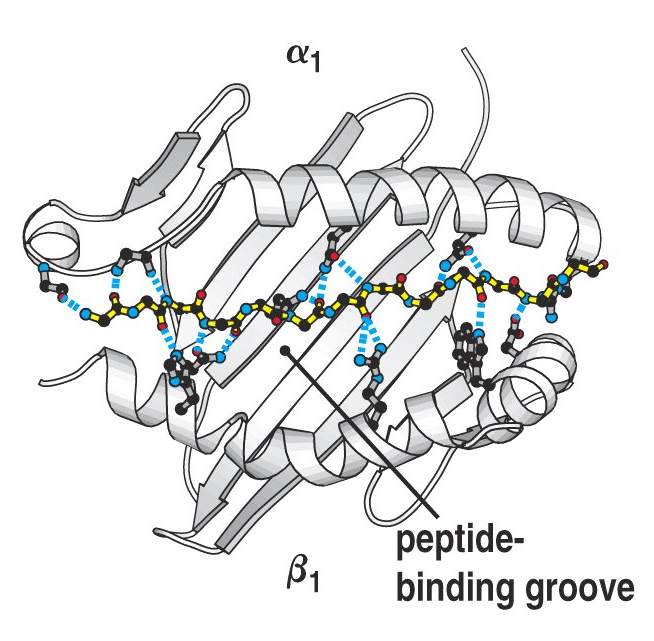 α1
β1
peptide-
binding groove